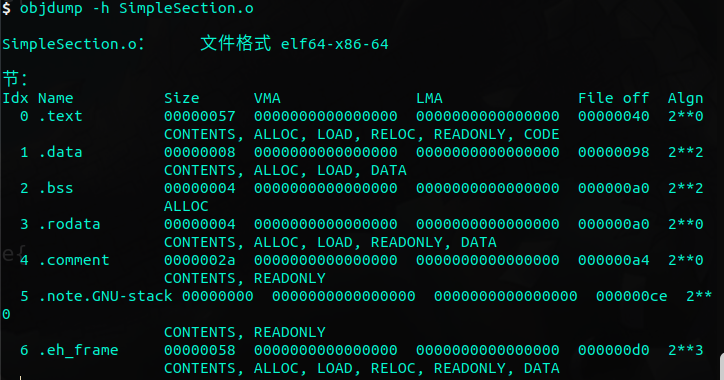 $ objdump -h SimpleSection.o
SimpleSection.o：     文件格式 elf64-x86-64
节：
Idx Name          Size      VMA               LMA               File off  Algn
  0 .text         00000057  0000000000000000  0000000000000000  00000040  2**0
                  CONTENTS, ALLOC, LOAD, RELOC, READONLY, CODE
  1 .data         00000008  0000000000000000  0000000000000000  00000098  2**2
                  CONTENTS, ALLOC, LOAD, DATA
  2 .bss          00000004  0000000000000000  0000000000000000  000000a0  2**2
                  ALLOC
  3 .rodata       00000004  0000000000000000  0000000000000000  000000a0  2**0
                  CONTENTS, ALLOC, LOAD, READONLY, DATA
  4 .comment      0000002a  0000000000000000  0000000000000000  000000a4  2**0
                  CONTENTS, READONLY
  5 .note.GNU-stack 00000000  0000000000000000  0000000000000000  000000ce  2**
0
                  CONTENTS, READONLY
  6 .eh_frame     00000058  0000000000000000  0000000000000000  000000d0  2**3
                  CONTENTS, ALLOC, LOAD, RELOC, READONLY, DATA